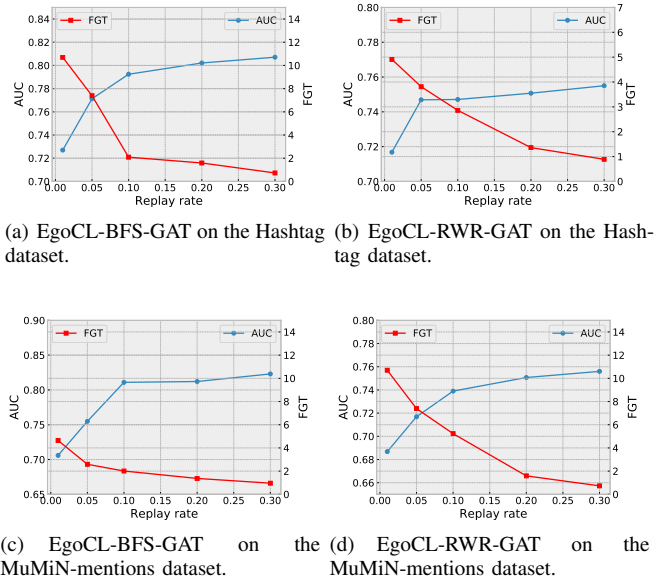 0.84
0.82
0.80
0.78
0.76
0.74
0.72
0.70
AUC
FGT
AUC
14
12
10
8
6
4
2
0
FGT
0.00 0.05 0.10 0.15 0.20 0.25 0.30
Replay rate
0.80
0.78
0.76
0.74
0.72
0.70
AUC
FGT
AUC
7
6
5
4
3
2
1
0
FGT
0.00 0.05 0.10 0.15 0.20 0.25 0.30
Replay rate
(a) EgoCL-BFS-GAT on the Hashtag
dataset.
(b) EgoCL-RWR-GAT on the Hash-
tag dataset.
0.90
0.85
0.80
0.75
0.70
0.65
AUC
FGT
AUC
14
12
10
8
6
4
2
0
0.00 0.05 0.10 0.15 0.20 0.25 0.30
Replay rate
0.80
0.78
0.76
0.74
0.72
0.70
0.68
0.66
AUC
FGT
AUC
14
12
10
8
6
4
2
0
FGT
0.00 0.05 0.10 0.15 0.20 0.25 0.30
Replay rate
(c) EgoCL-BFS-GAT on the
MuMiN-mentions dataset.
(d) EgoCL-RWR-GAT on the
MuMiN-mentions dataset.